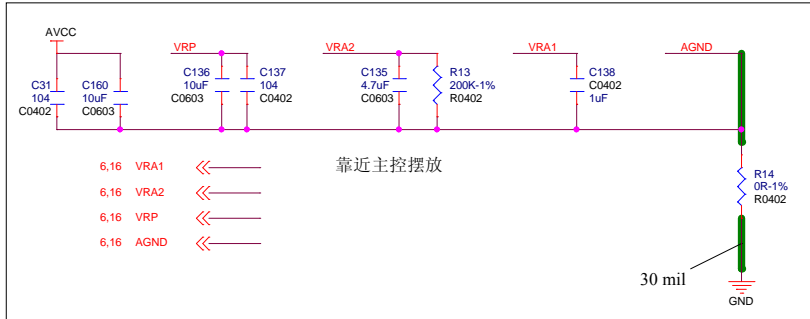 AVCC
VRP
VRA2
VRA1
AGND
C31
104
C0402
C160
10uF
C0603
C136
10uF
C0603
C137
104
C0402
C135
4.7uF
C0603
R13
200K-1%
R0402
C138
C0402
1uF
R14
0R-1%
R0402
靠近主控摆放
6,16 VRA1
6,16 VRA2
6,16 VRP
6,16 AGND
30 mil
GND